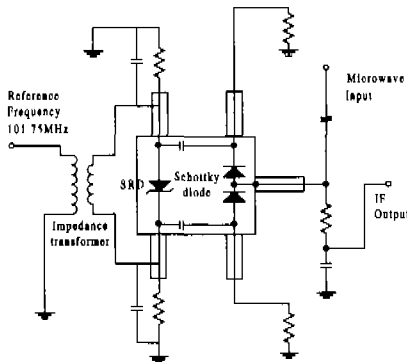 Reference
Frequency
101 75MHz
Impedance
transformer
SRD
Schottky
diode
Microwave
Input
IF
Output